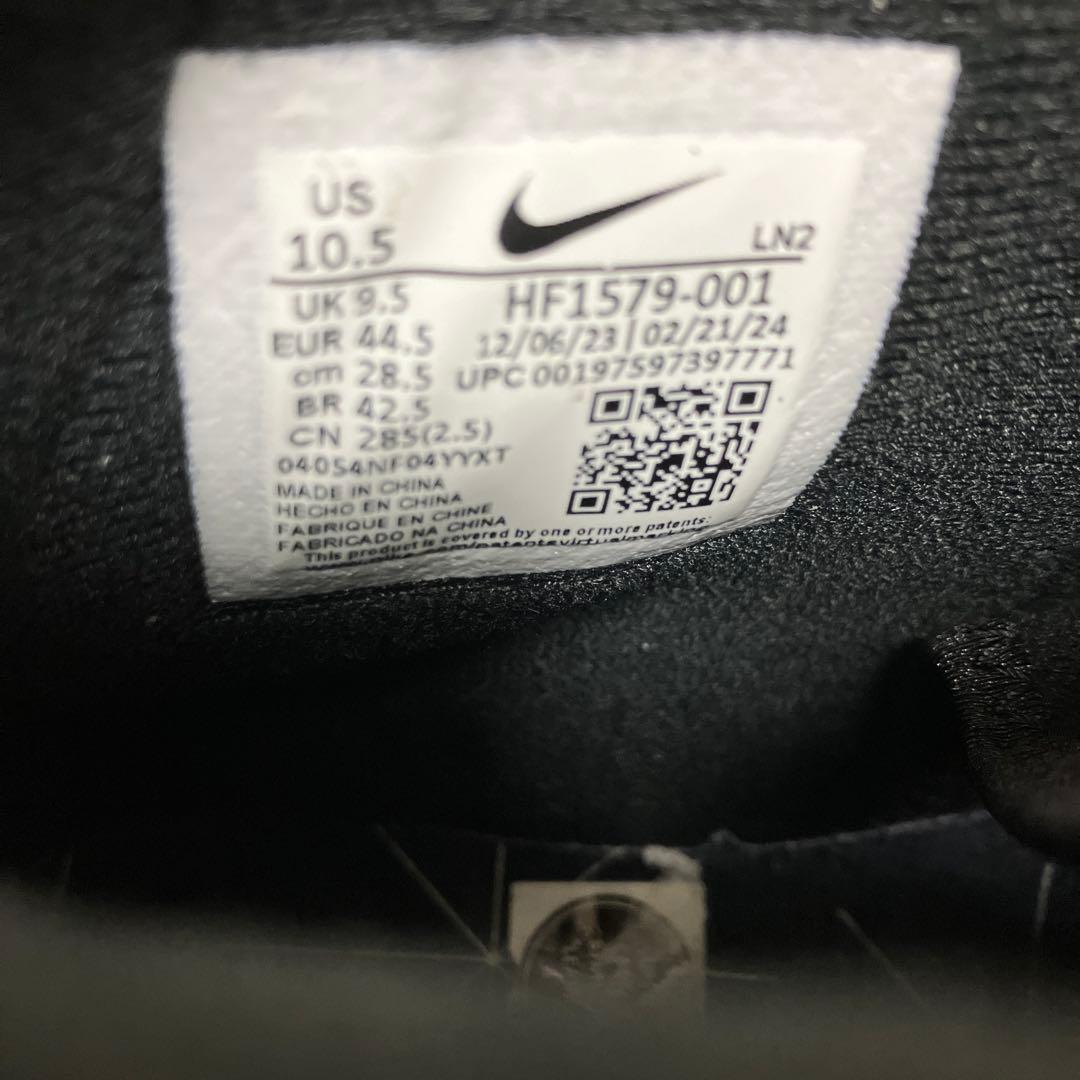 US
10.5
LN2
UK 9.5
HF1579-001
EUR 44.5
12/06/23 | 02/21/24
cm 28.5
UPC 00197597397771
BR 42.5
CN 285(2.5)
04054NF04YYXT
MADE IN CHINA
HECHO EN CHINA
FABRIQUE EN CHINE
FABRICADO NA CHINA
This product is covered by one or more patents: